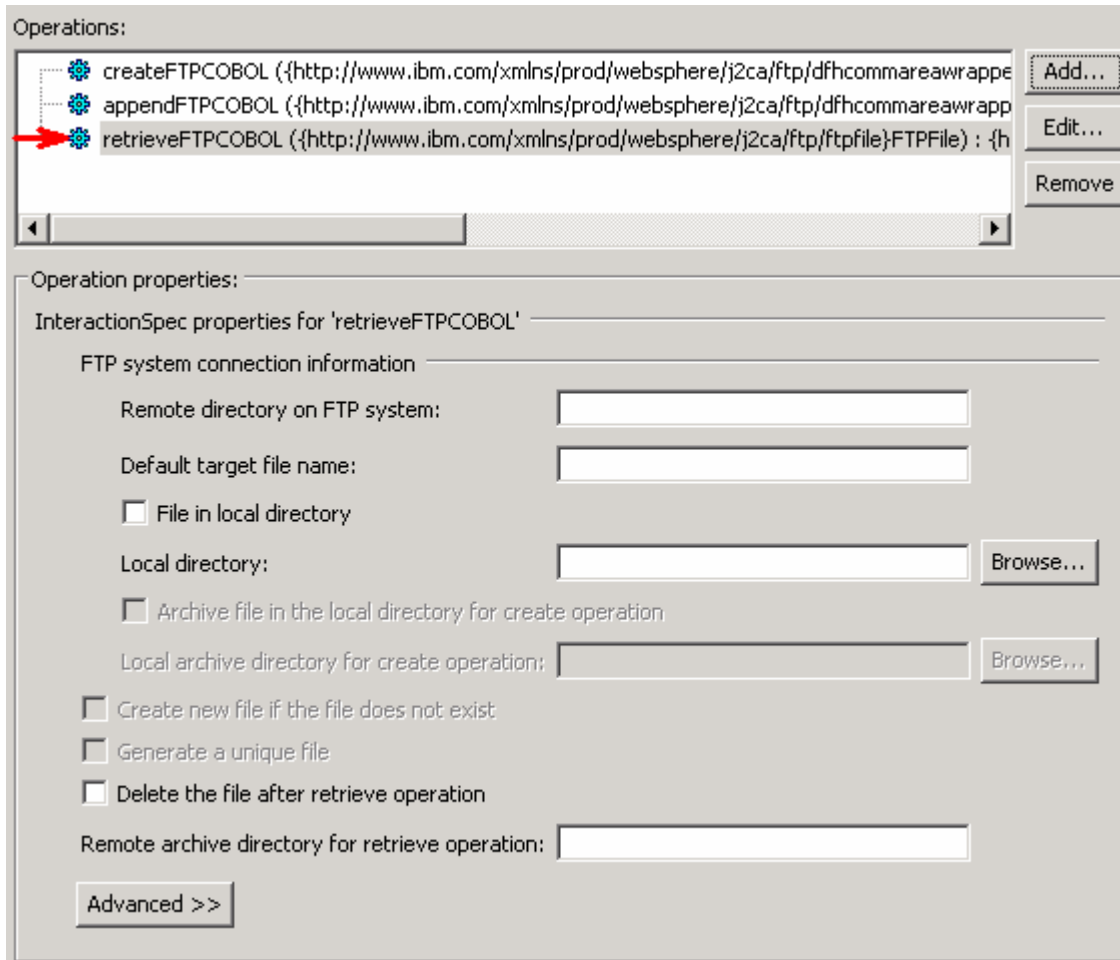 Operations:
createFTPCOBOL ({http://www.ibm.com/xmlns/prod/websphere/j2ca/ftp/dfhcommareawrappe
Add...
appendFTPCOBOL ({http://www.ibm.com/xmlns/prod/websphere/j2ca/ftp/dfhcommareawrapp
Edit...
retrieveFTPCOBOL ({http://www.ibm.com/xmlns/prod/websphere/j2ca/ftp/ftpfile}FTPFile) : {h
Remove
Operation properties:
InteractionSpec properties for 'retrieveFTPCOBOL'
FTP system connection information
Remote directory on FTP system:
Default target file name:
File in local directory
Local directory:
Browse...
Archive file in the local directory for create operation
Local archive directory for create operation:
Browse...
Create new file if the file does not exist
Generate a unique file
Delete the file after retrieve operation
Remote archive directory for retrieve operation:
Advanced >>